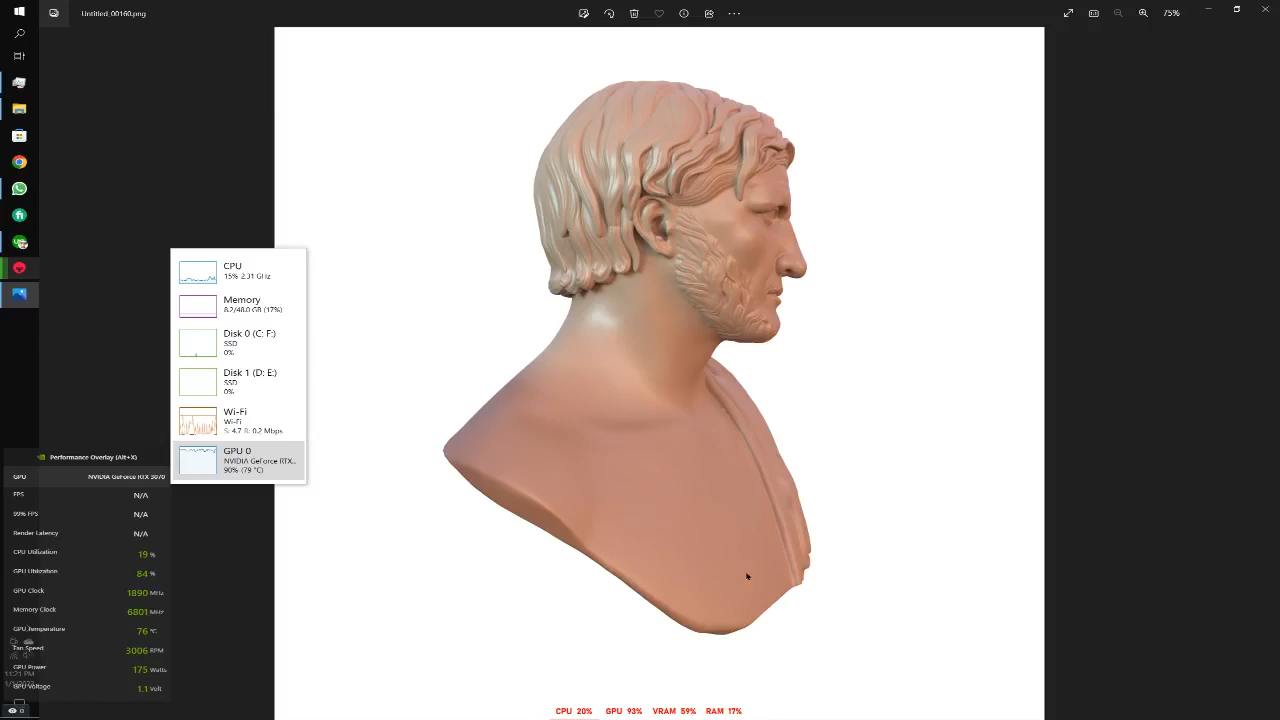 Untitled_00160.png
75%
CPU
15% 2.31 GHz
Memory
8.2/48.0 GB (17%)
Disk 0 (C: F:)
SSD
0%
Disk 1 (D: E:)
SSD
0%
Wi-Fi
Wi-Fi
S: 4.7 R: 0.2 Mbps
GPU 0
NVIDIA GeForce RTX...
90% (79 °C)
Performance Overlay (Alt+X)
GPU NVIDIA GeForce RTX 3070
FPS N/A
99% FPS N/A
Render Latency N/A
CPU Utilization 19 %
GPU Utilization 84 %
GPU Clock 1890 MHz
Memory Clock 6801 MHz
GPU Temperature 76 °C
Fan Speed 3006 RPM
GPU Power 175 Watts
11:21 PM
GPU Voltage 1.1 Volt
0
CPU 20% GPU 93% VRAM 59% RAM 17%